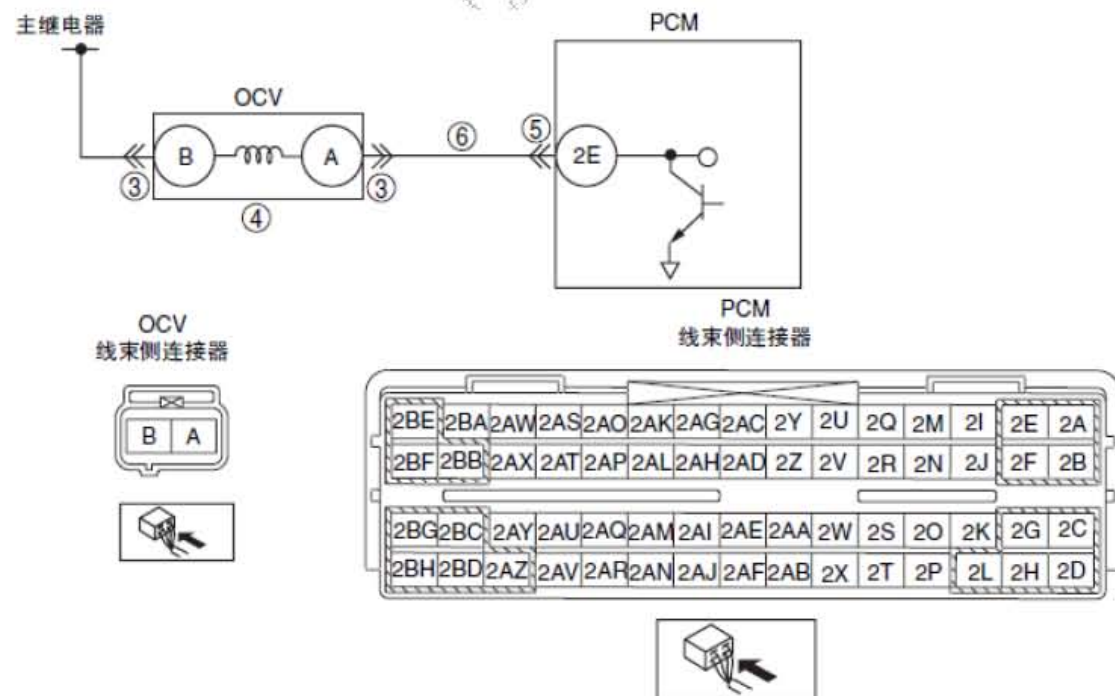 主继电器
PCM
OCV
B
A
2E
⑥
⑤
③
③
④
OCV
线束侧连接器
PCM
线束侧连接器
B A
2BE 2BA 2AW 2AS 2AO 2AK 2AG 2AC 2Y 2U 2Q 2M 2I 2E 2A
2BF 2BB 2AX 2AT 2AP 2AL 2AH 2AD 2Z 2V 2R 2N 2J 2F 2B
2BG 2BC 2AY 2AU 2AQ 2AM 2AI 2AE 2AA 2W 2S 2O 2K 2G 2C
2BH 2BD 2AZ 2AV 2AR 2AN 2AJ 2AF 2AB 2X 2T 2P 2L 2H 2D